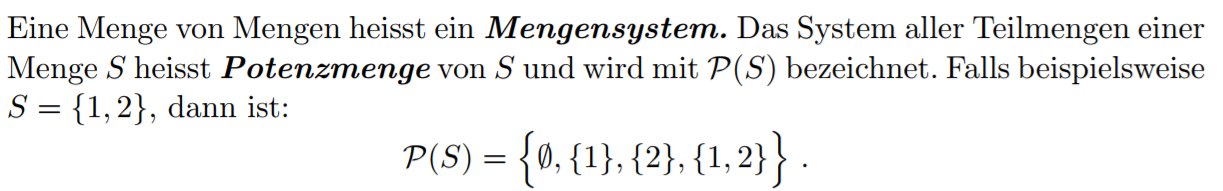 Eine Menge von Mengen heisst ein Mengensystem. Das System aller Teilmengen einer
Menge S heisst Potenzmenge von S und wird mit 𝒫(S) bezeichnet. Falls beispielsweise
S = {1, 2}, dann ist:
𝒫(S) = {∅, {1}, {2}, {1, 2}} .